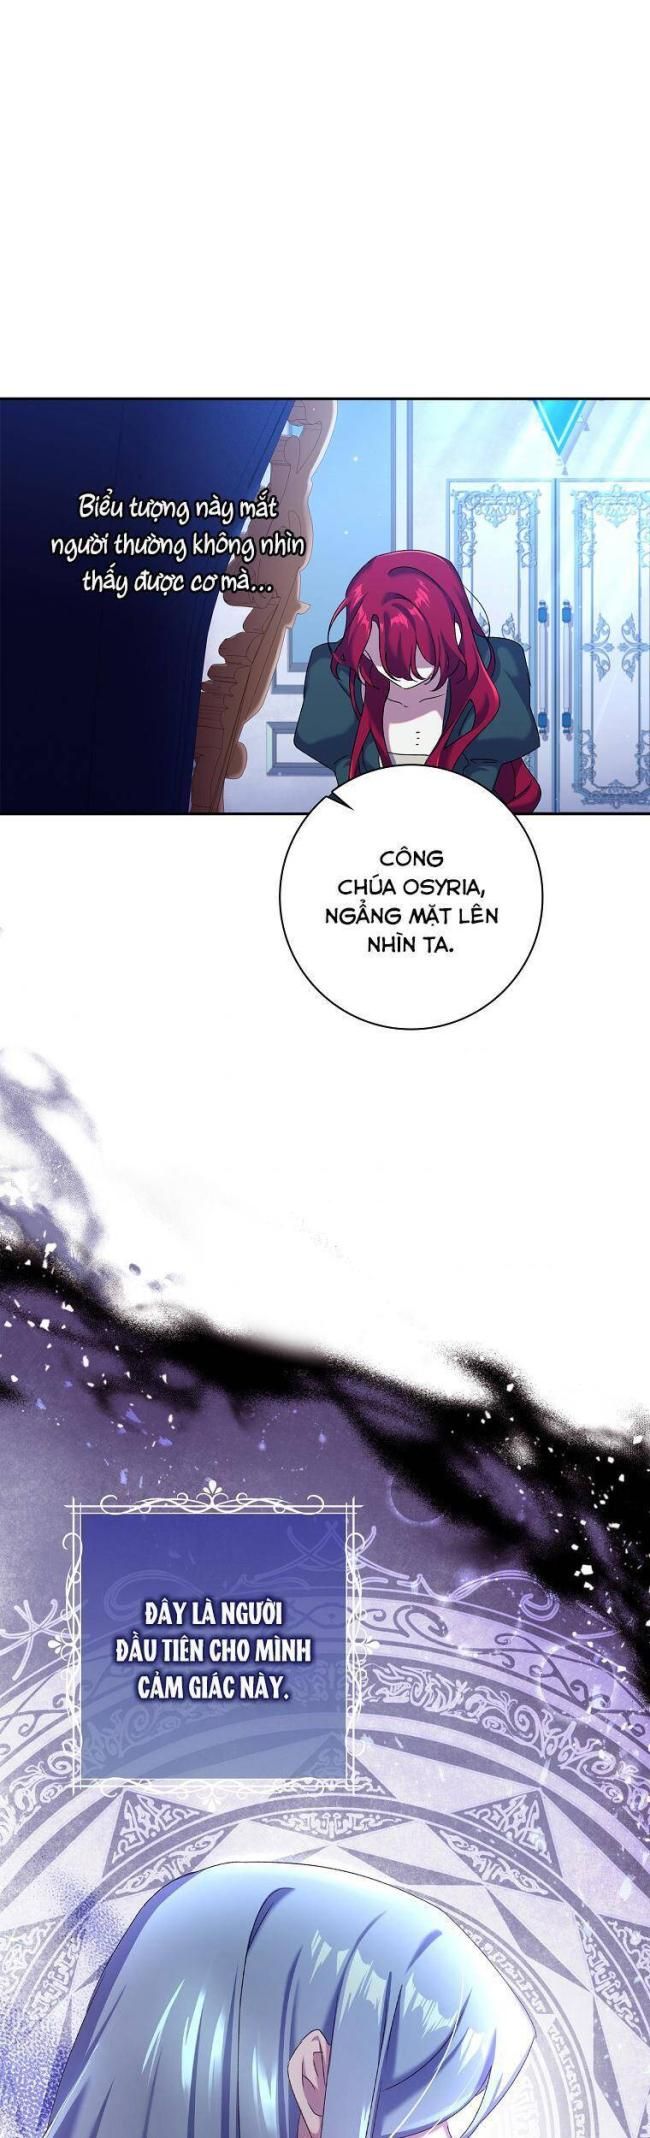 Biểu tượng này mắt
người thường không nhìn
thấy được cơ mà...
CÔNG
CHÚA OSYRIA,
NGẨNG MẶT LÊN
NHÌN TA.
ĐÂY LÀ NGƯỜI
ĐẦU TIÊN CHO MÌNH
CẢM GIÁC NÀY.